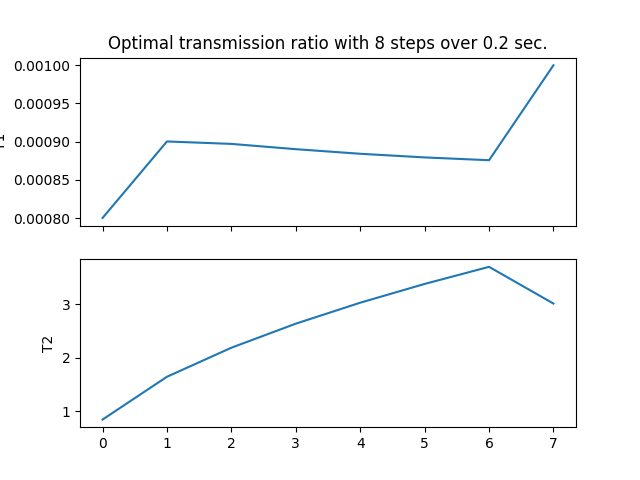 Optimal transmission ratio with 8 steps over 0.2 sec.
0.00100
0.00095
0.00090
0.00085
0.00080
3
2
1
T2
0 1 2 3 4 5 6 7